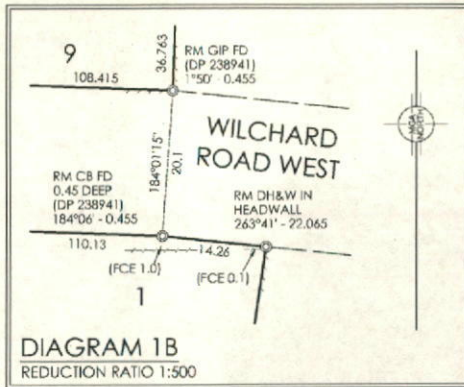 9
36.763
RM GIP FD
(DP 238941)
1°50' - 0.455
108.415
WILCHARD
ROAD WEST
184°01'15"
20.1
MGA
NORTH
RM CB FD
0.45 DEEP
(DP 238941)
184°06' - 0.455
RM DH&W IN
HEADWALL
263°41' - 22.065
110.13
14.26
(FCE 1.0)
(FCE 0.1)
1
DIAGRAM 1B
REDUCTION RATIO 1:500